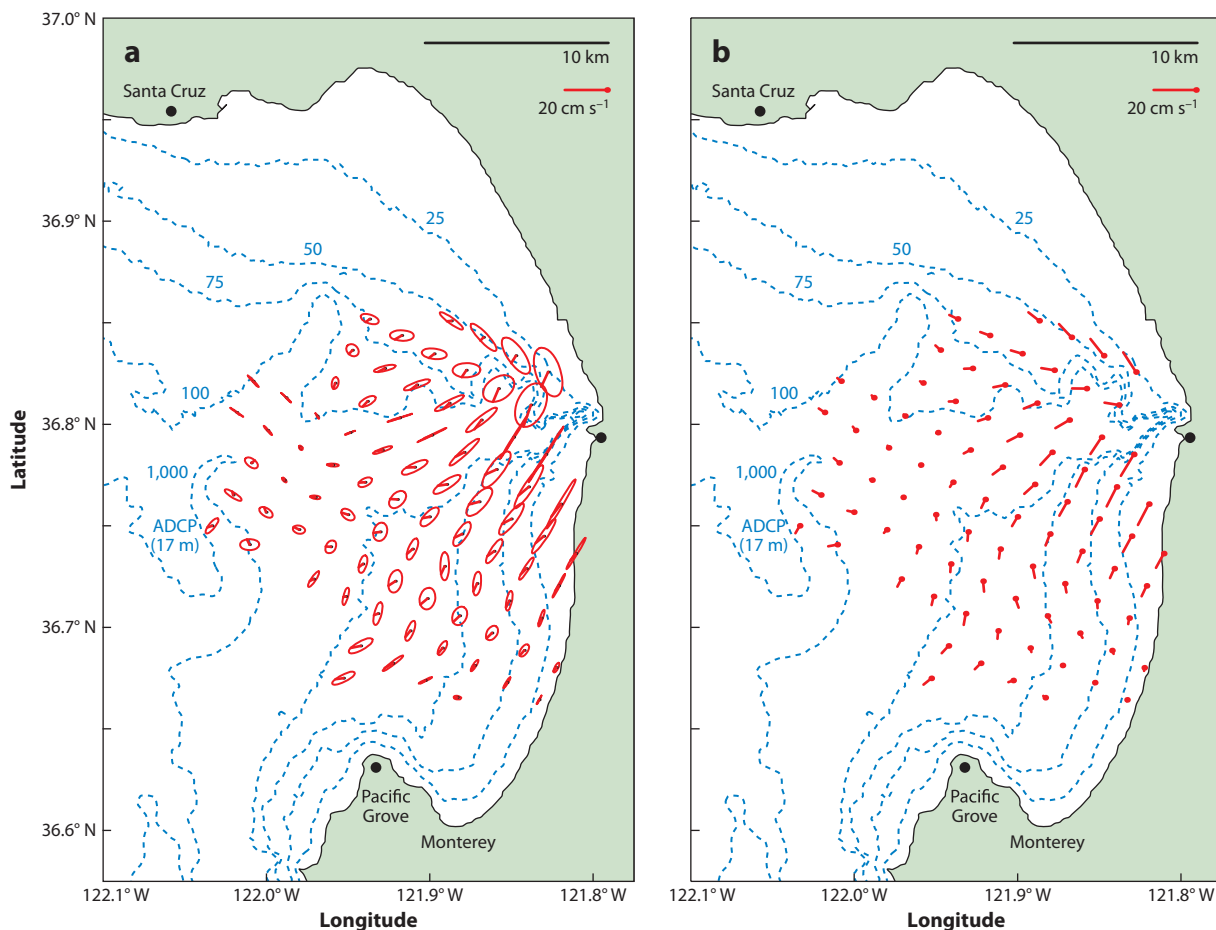 37.0° N
36.9° N
36.8° N
36.7° N
36.6° N
Latitude
a
10 km
Santa Cruz
20 cm s⁻¹
25
50
75
100
1,000
ADCP
(17 m)
Pacific
Grove
Monterey
122.1° W
122.0° W
121.9° W
121.8° W
Longitude
b
10 km
Santa Cruz
20 cm s⁻¹
25
50
75
100
1,000
ADCP
(17 m)
Pacific
Grove
Monterey
122.1° W
122.0° W
121.9° W
121.8° W
Longitude